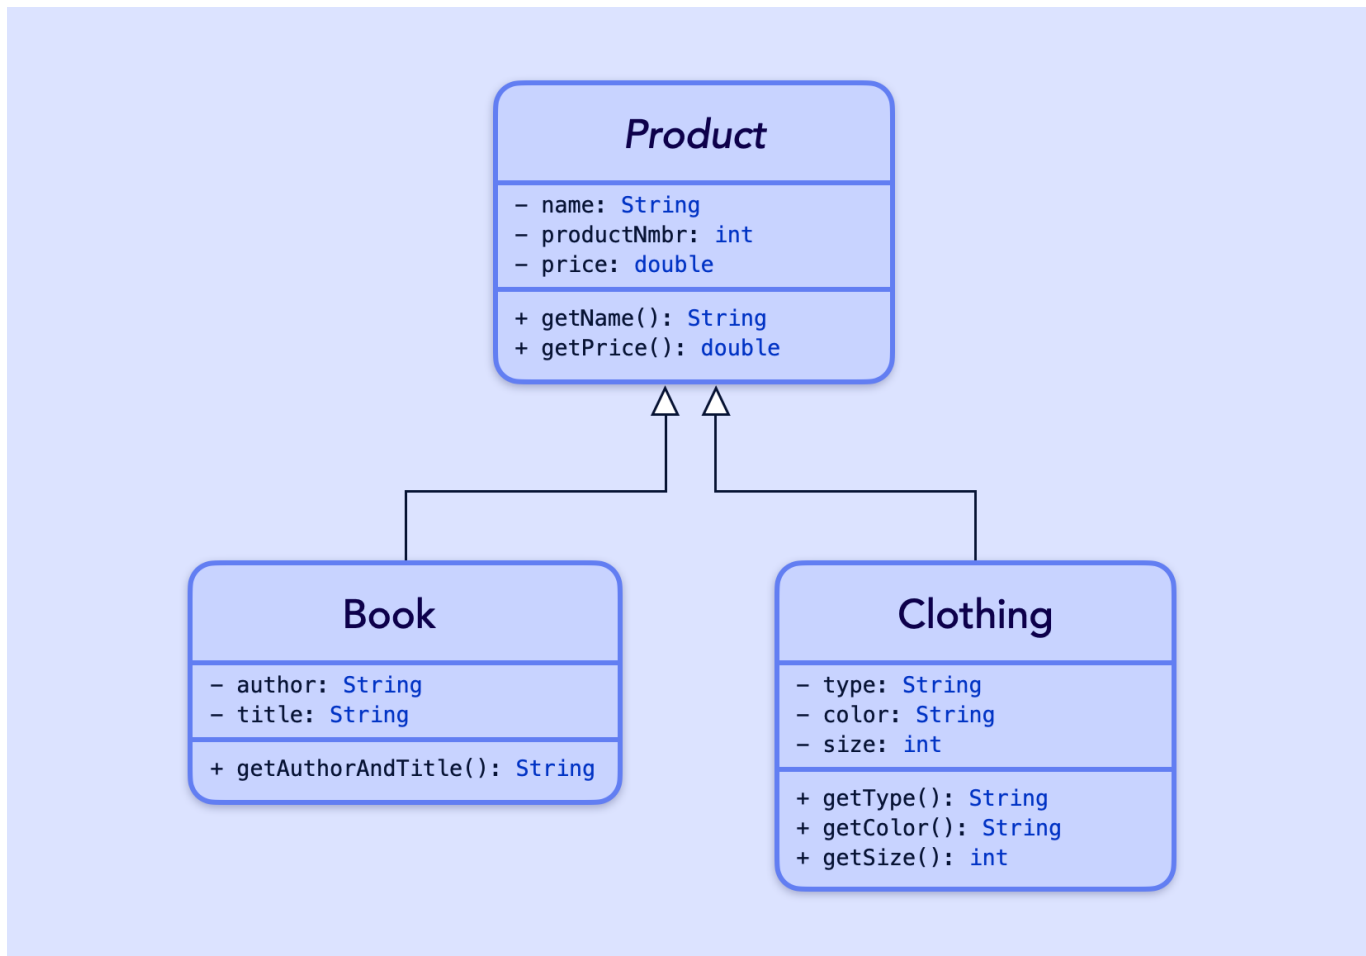 Product
- name: String
- productNmbr: int
- price: double
+ getName(): String
+ getPrice(): double
Book
- author: String
- title: String
+ getAuthorAndTitle(): String
Clothing
- type: String
- color: String
- size: int
+ getType(): String
+ getColor(): String
+ getSize(): int